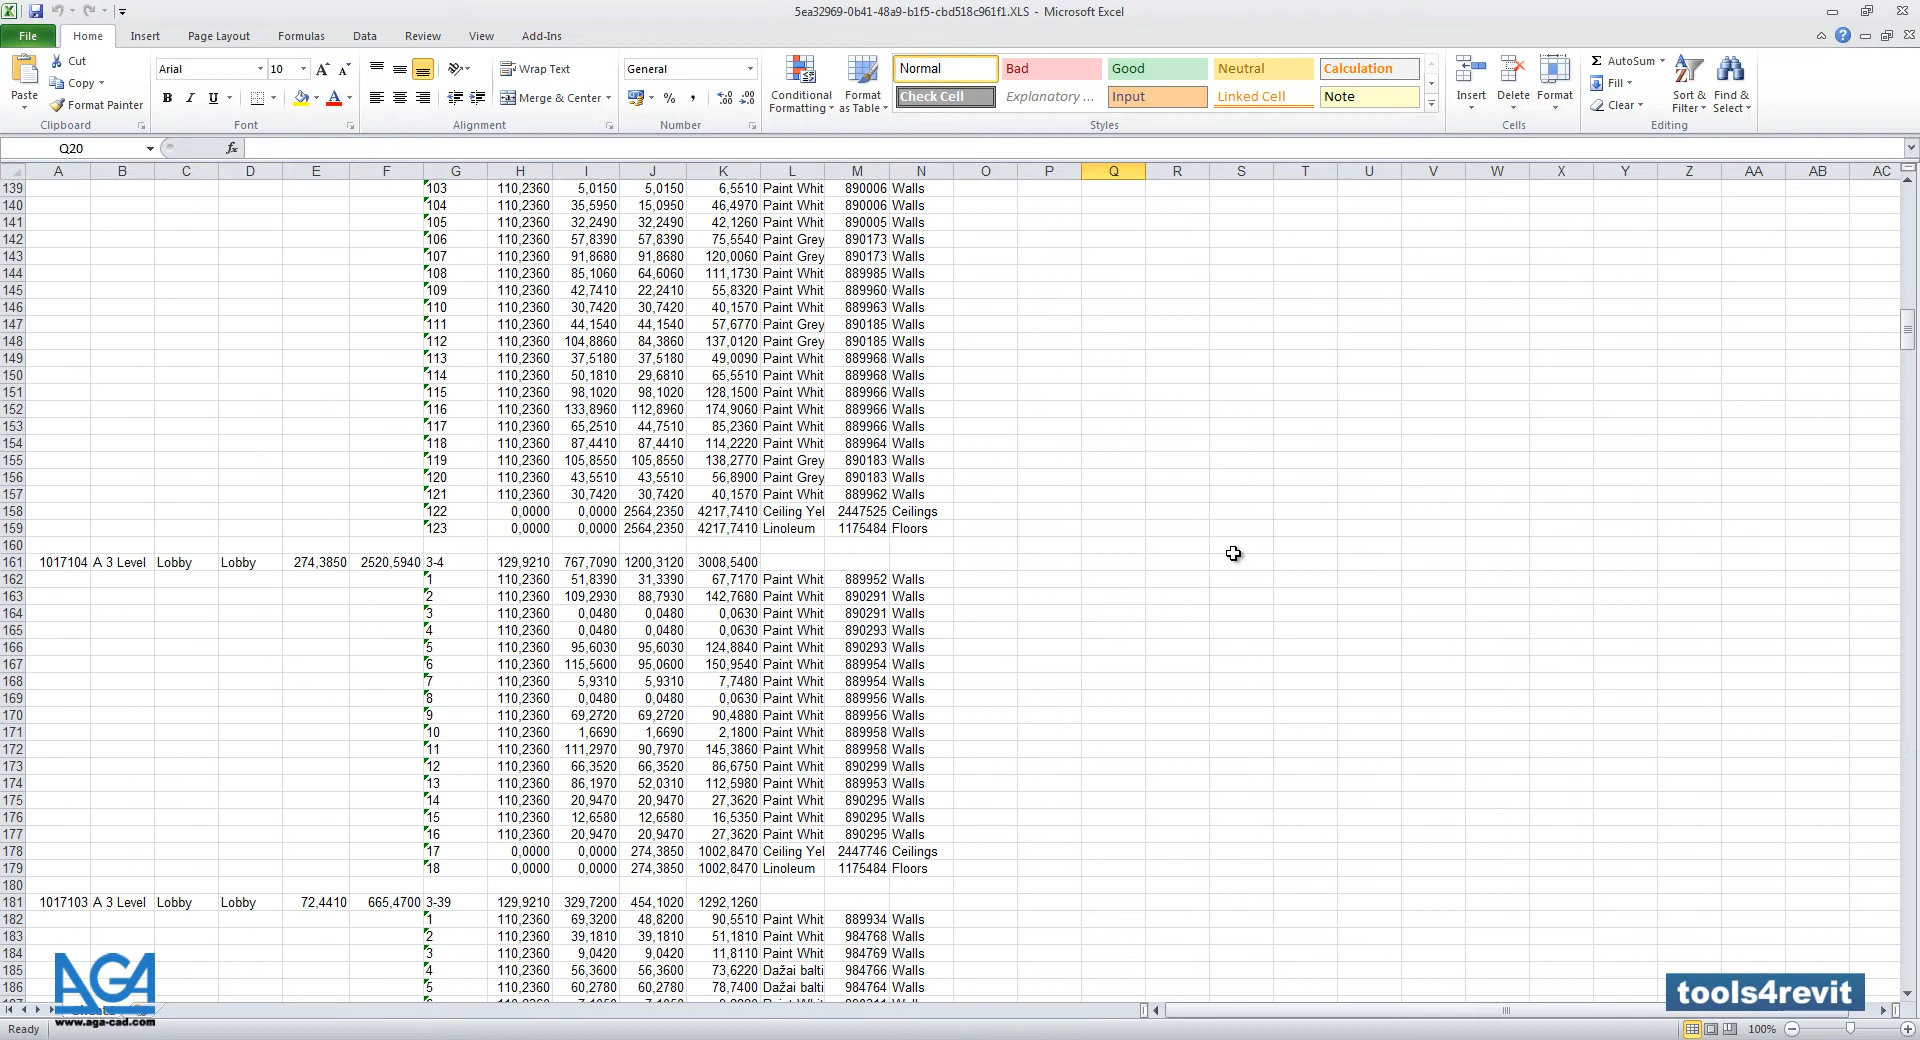 5ea32969-0b41-48a9-b1f5-cbd518c961f1.XLS - Microsoft Excel
File Home Insert Page Layout Formulas Data Review View Add-Ins
Paste Cut Copy Format Painter Clipboard
Arial 10 B I U Font
Wrap Text Merge & Center Alignment
General % , Number
Conditional Formatting Format as Table
Normal Bad Good Neutral Calculation
Check Cell Explanatory ... Input Linked Cell Note
Styles
Insert Delete Format Cells
AutoSum Fill Clear Sort & Filter Find & Select Editing
Q20 fx
A B C D E F G H I J K L M N O P Q R S T U V W X Y Z AA AB AC
139 103 110,2360 5,0150 5,0150 6,5510 Paint Whit 890006 Walls
140 104 110,2360 35,5950 15,0950 46,4970 Paint Whit 890006 Walls
141 105 110,2360 32,2490 32,2490 42,1260 Paint Whit 890005 Walls
142 106 110,2360 57,8390 57,8390 75,5540 Paint Grey 890173 Walls
143 107 110,2360 91,8680 91,8680 120,0060 Paint Grey 890173 Walls
144 108 110,2360 85,1060 64,6060 111,1730 Paint Whit 889985 Walls
145 109 110,2360 42,7410 22,2410 55,8320 Paint Whit 889960 Walls
146 110 110,2360 30,7420 30,7420 40,1570 Paint Whit 889963 Walls
147 111 110,2360 44,1540 44,1540 57,6770 Paint Grey 890185 Walls
148 112 110,2360 104,8860 84,3860 137,0120 Paint Grey 890185 Walls
149 113 110,2360 37,5180 37,5180 49,0090 Paint Whit 889968 Walls
150 114 110,2360 50,1810 29,6810 65,5510 Paint Whit 889968 Walls
151 115 110,2360 98,1020 98,1020 128,1500 Paint Whit 889966 Walls
152 116 110,2360 133,8960 112,8960 174,9060 Paint Whit 889966 Walls
153 117 110,2360 65,2510 44,7510 85,2360 Paint Whit 889966 Walls
154 118 110,2360 87,4410 87,4410 114,2220 Paint Whit 889964 Walls
155 119 110,2360 105,8550 105,8550 138,2770 Paint Grey 890183 Walls
156 120 110,2360 43,5510 43,5510 56,8900 Paint Grey 890183 Walls
157 121 110,2360 30,7420 30,7420 40,1570 Paint Whit 889962 Walls
158 122 0,0000 0,0000 2564,2350 4217,7410 Ceiling Yel 2447525 Ceilings
159 123 0,0000 0,0000 2564,2350 4217,7410 Linoleum 1175484 Floors
160
161 1017104 A 3 Level Lobby Lobby 274,3850 2520,5940 3-4 129,9210 767,7090 1200,3120 3008,5400
162 1 110,2360 51,8390 31,3390 67,7170 Paint Whit 889952 Walls
163 2 110,2360 109,2930 88,7930 142,7680 Paint Whit 890291 Walls
164 3 110,2360 0,0480 0,0480 0,0630 Paint Whit 890291 Walls
165 4 110,2360 0,0480 0,0480 0,0630 Paint Whit 890293 Walls
166 5 110,2360 95,6030 95,6030 124,8840 Paint Whit 890293 Walls
167 6 110,2360 115,5600 95,0600 150,9540 Paint Whit 889954 Walls
168 7 110,2360 5,9310 5,9310 7,7480 Paint Whit 889954 Walls
169 8 110,2360 0,0480 0,0480 0,0630 Paint Whit 889956 Walls
170 9 110,2360 69,2720 69,2720 90,4880 Paint Whit 889956 Walls
171 10 110,2360 1,6690 1,6690 2,1800 Paint Whit 889958 Walls
172 11 110,2360 111,2970 90,7970 145,3860 Paint Whit 889958 Walls
173 12 110,2360 66,3520 66,3520 86,6750 Paint Whit 890299 Walls
174 13 110,2360 86,1970 52,0310 112,5980 Paint Whit 889953 Walls
175 14 110,2360 20,9470 20,9470 27,3620 Paint Whit 890295 Walls
176 15 110,2360 12,6580 12,6580 16,5350 Paint Whit 890295 Walls
177 16 110,2360 20,9470 20,9470 27,3620 Paint Whit 890295 Walls
178 17 0,0000 0,0000 274,3850 1002,8470 Ceiling Yel 2447746 Ceilings
179 18 0,0000 0,0000 274,3850 1002,8470 Linoleum 1175484 Floors
180
181 1017103 A 3 Level Lobby Lobby 72,4410 665,4700 3-39 129,9210 329,7200 454,1020 1292,1260
182 1 110,2360 69,3200 48,8200 90,5510 Paint Whit 889934 Walls
183 2 110,2360 39,1810 39,1810 51,1810 Paint Whit 984768 Walls
184 3 110,2360 9,0420 9,0420 11,8110 Paint Whit 984769 Walls
185 4 110,2360 56,3600 56,3600 73,6220 Dažai balti 984766 Walls
186 5 110,2360 60,2780 60,2780 78,7400 Dažai balti 984764 Walls
AGA
www.aga-cad.com
tools4revit
Ready 100%